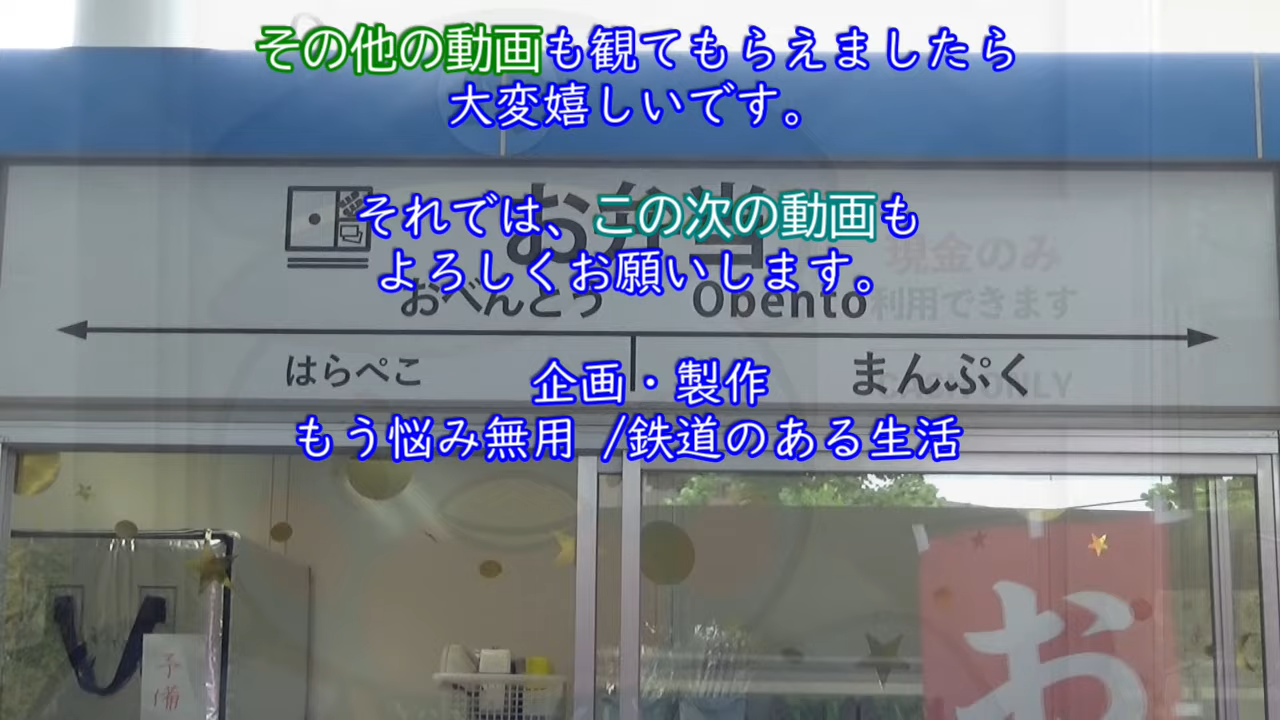 その他の動画も観てもらえましたら
大変嬉しいです。
お弁当
それでは、この次の動画も
現金のみ
よろしくお願いします。
おべんとう Obento
利用できます
はらぺこ
まんぷく
ONLY
企画・製作
もう悩み無用 /鉄道のある生活
予備
お